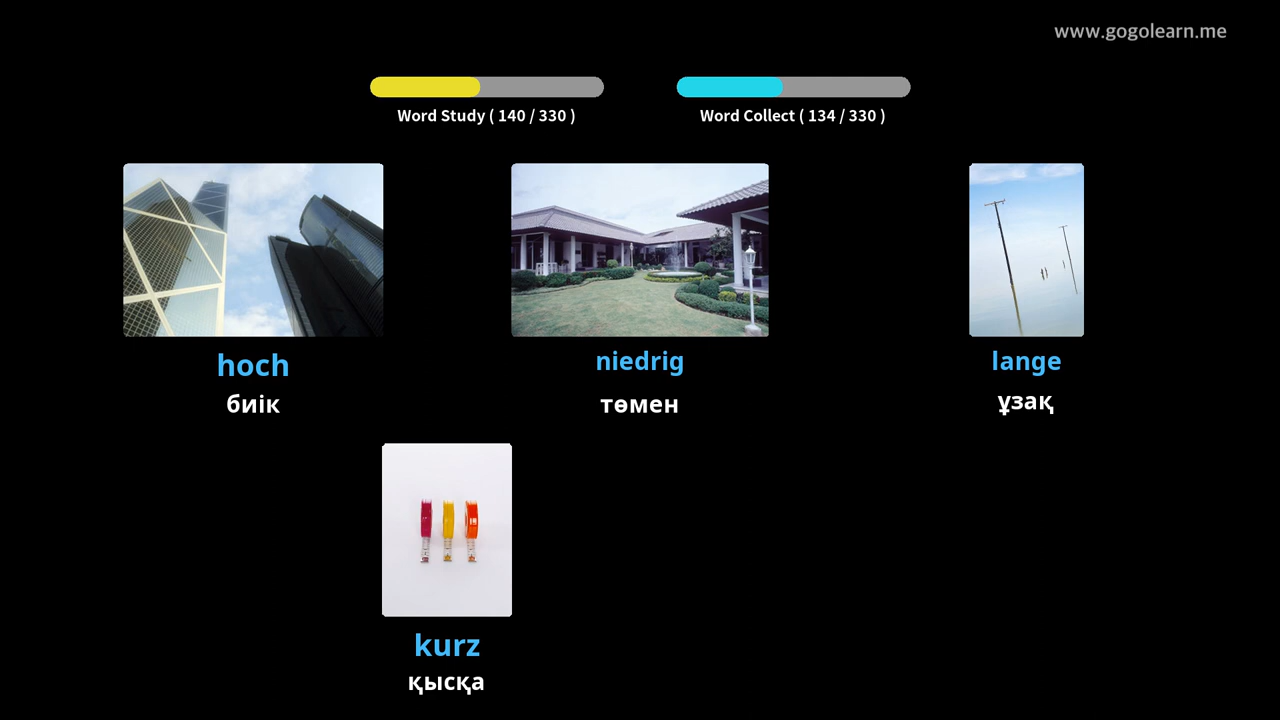 www.gogolearn.me
Word Study ( 140 / 330 )
Word Collect ( 134 / 330 )
hoch
биік
niedrig
төмен
lange
ұзақ
kurz
қысқа